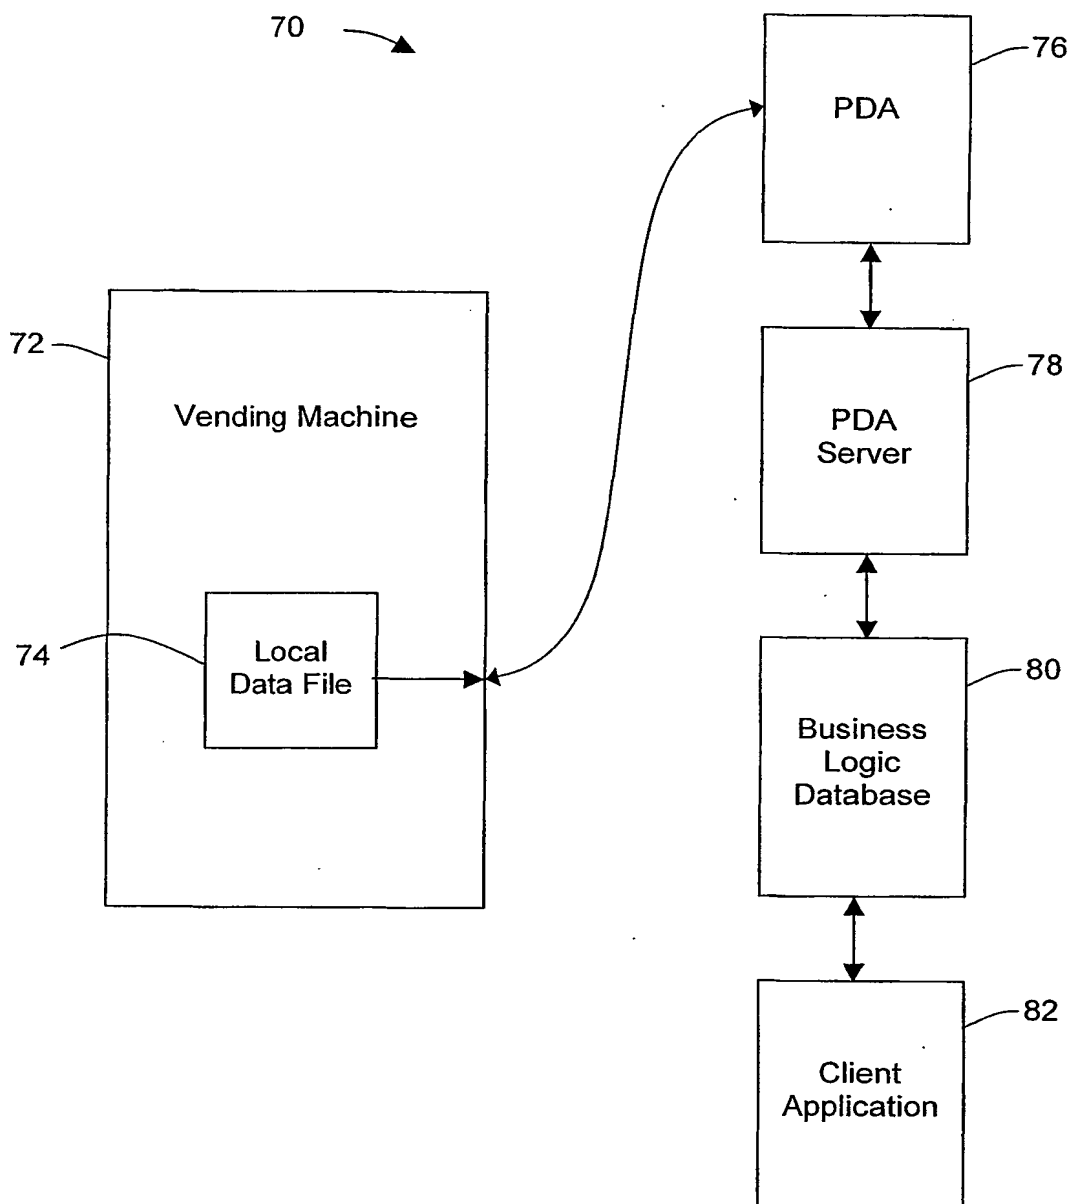 70
76
PDA
72
Vending Machine
78
PDA
Server
74
Local
Data File
80
Business
Logic
Database
82
Client
Application